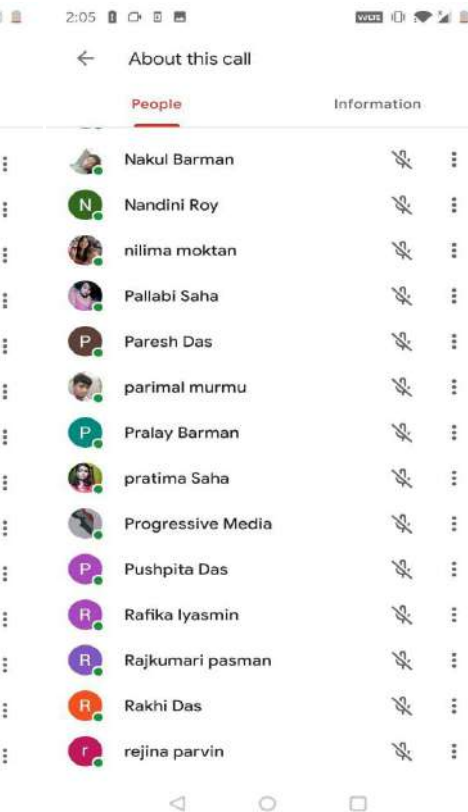 2:05
About this call
People Information
Nakul Barman
N Nandini Roy
nilima moktan
Pallabi Saha
P Paresh Das
parimal murmu
P Pralay Barman
pratima Saha
Progressive Media
P Pushpita Das
R Rafika Iyasmin
R Rajkumari pasman
R Rakhi Das
r rejina parvin